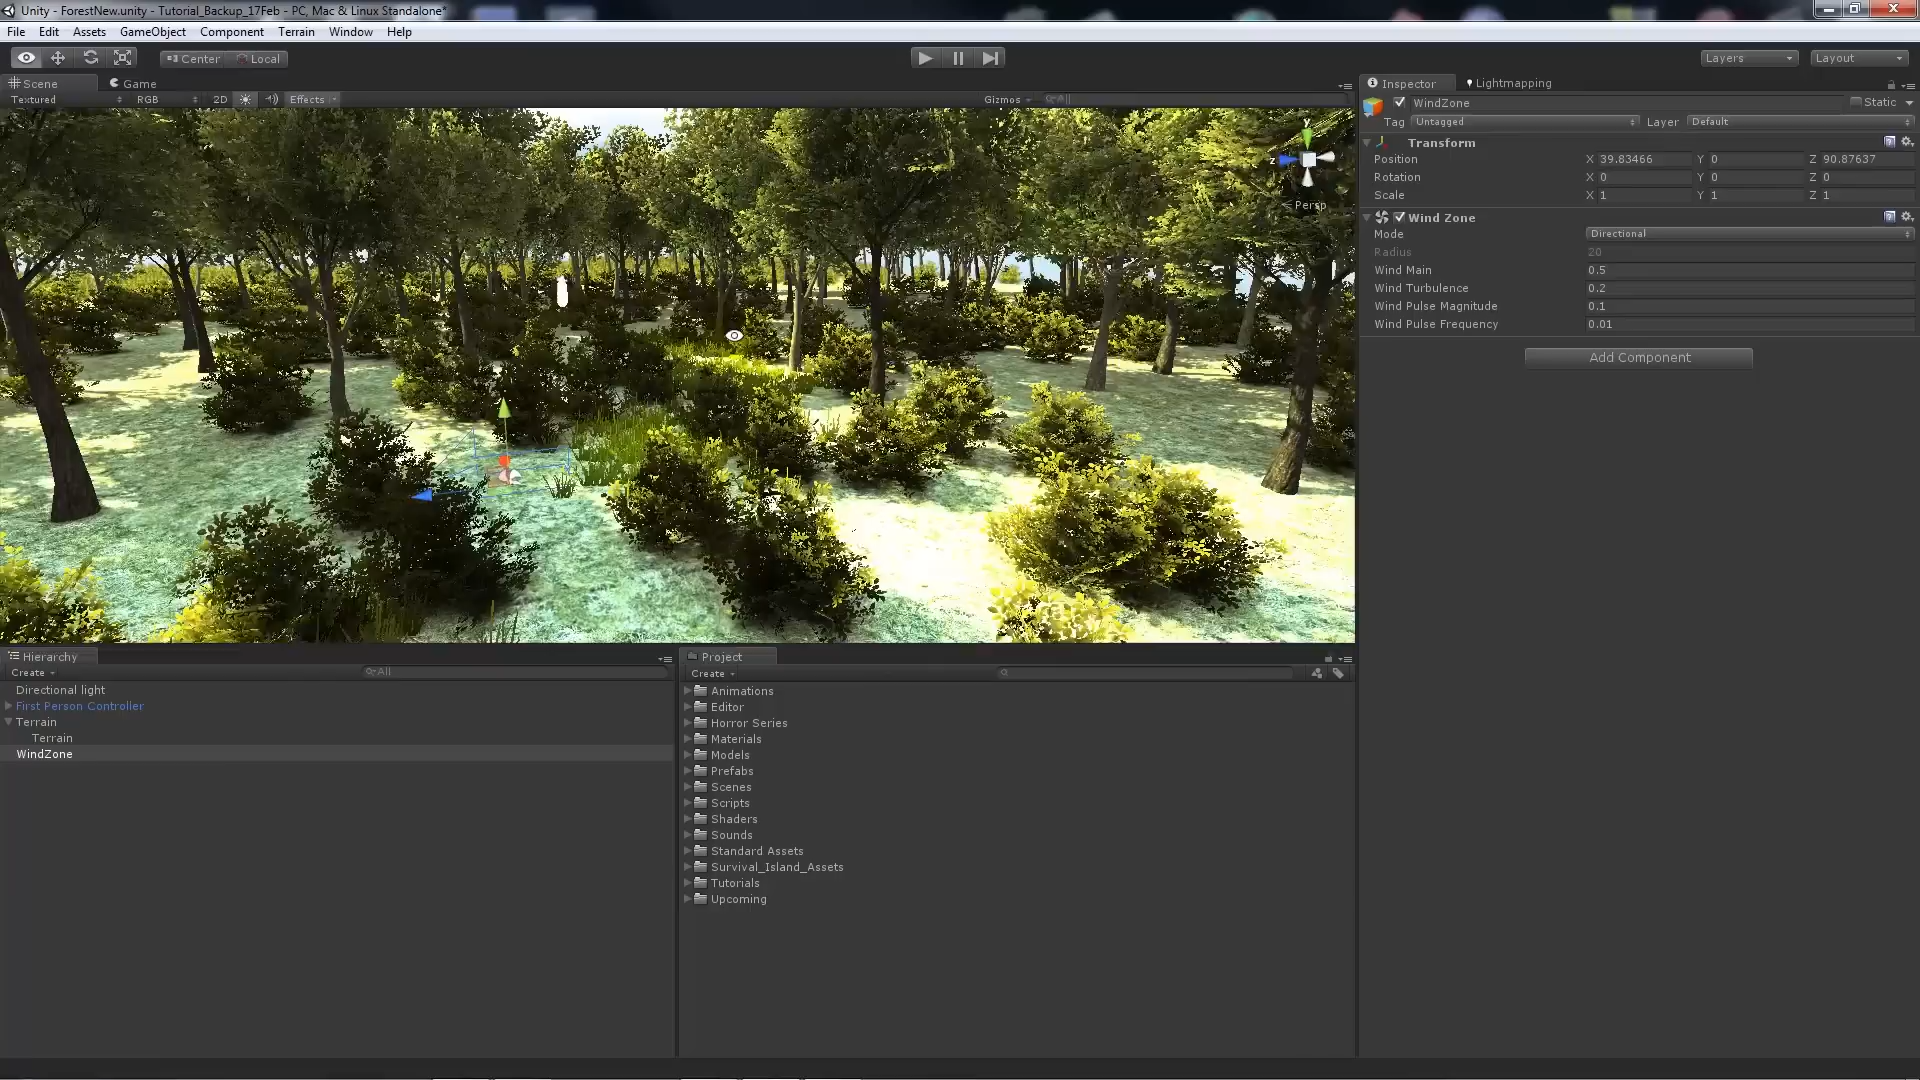 Unity - ForestNew.unity - Tutorial_Backup_17Feb - PC, Mac & Linux Standalone*
File Edit Assets GameObject Component Terrain Window Help
Center Local
Layers Layout
Scene Game
Textured RGB 2D Effects Gizmos All
y
z
Persp
Inspector Lightmapping
WindZone Static
Tag Untagged Layer Default
Transform
Position X 39.83466 Y 0 Z 90.87637
Rotation X 0 Y 0 Z 0
Scale X 1 Y 1 Z 1
Wind Zone
Mode Directional
Radius 20
Wind Main 0.5
Wind Turbulence 0.2
Wind Pulse Magnitude 0.1
Wind Pulse Frequency 0.01
Add Component
Hierarchy
Create All
Directional light
First Person Controller
Terrain
Terrain
WindZone
Project
Create
Animations
Editor
Horror Series
Materials
Models
Prefabs
Scenes
Scripts
Shaders
Sounds
Standard Assets
Survival_Island_Assets
Tutorials
Upcoming